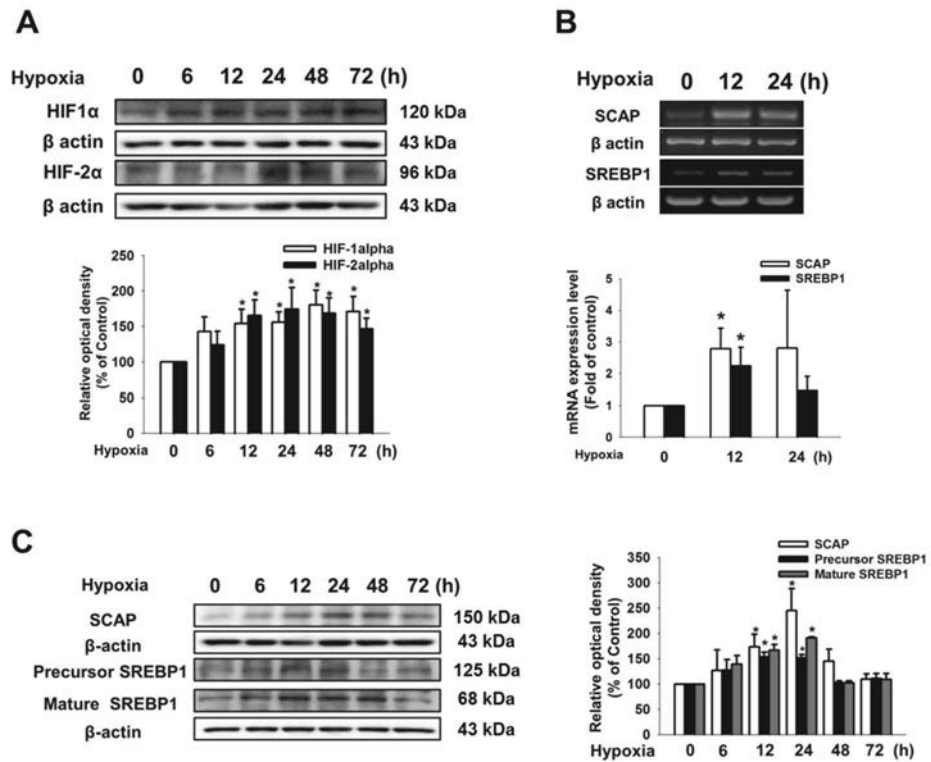 A
Hypoxia 0 6 12 24 48 72 (h)
HIF1α 120 kDa
β actin 43 kDa
HIF-2α 96 kDa
β actin 43 kDa
HIF-1alpha
HIF-2alpha
Relative optical density
(% of Control)
250
200
150
100
50
0
* * * * * * * *
Hypoxia 0 6 12 24 48 72 (h)
B
Hypoxia 0 12 24 (h)
SCAP
β actin
SREBP1
β actin
SCAP
SREBP1
mRNA expression level
(Fold of control)
5
4
3
2
1
0
* *
Hypoxia 0 12 24 (h)
C
Hypoxia 0 6 12 24 48 72 (h)
SCAP 150 kDa
β-actin 43 kDa
Precursor SREBP1 125 kDa
Mature SREBP1 68 kDa
β-actin 43 kDa
SCAP
Precursor SREBP1
Mature SREBP1
Relative optical density
(% of Control)
350
300
250
200
150
100
50
0
* * * * * *
Hypoxia 0 6 12 24 48 72 (h)